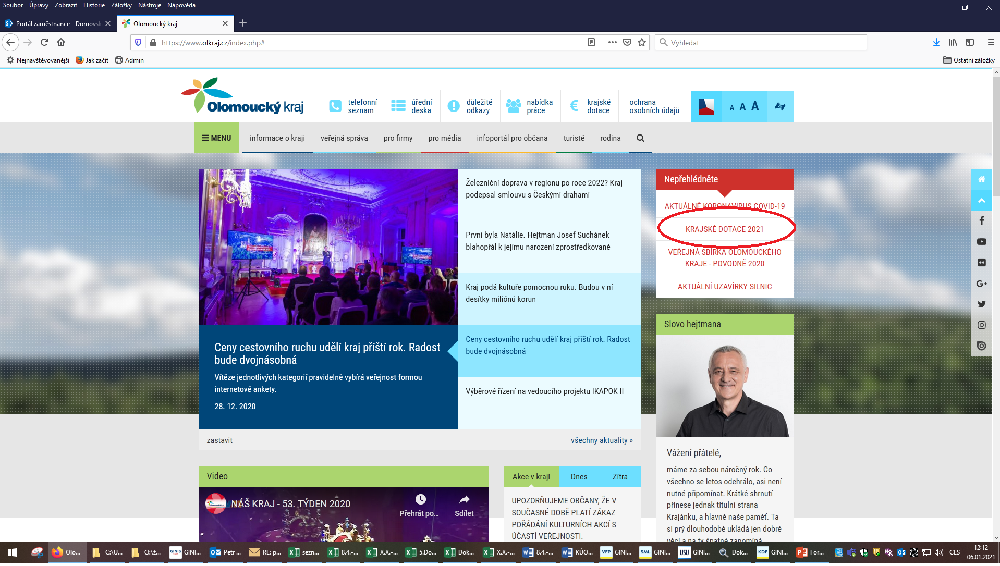 Soubor Úpravy Zobrazit Historie Záložky Nástroje Nápověda
Portál zaměstnance - Domovsk
Olomoucký kraj
https://www.olkraj.cz/index.php#
Vyhledat
Nejnavštěvovanější Jak začít Admin
Ostatní záložky
Olomoucký kraj
telefonní
seznam
úřední
deska
důležité
odkazy
nabídka
práce
krajské
dotace
ochrana
osobních údajů
A A A
MENU
informace o kraji
veřejná správa
pro firmy
pro média
infoportál pro občana
turisté
rodina
Železniční doprava v regionu po roce 2022? Kraj
podepsal smlouvu s Českými drahami
První byla Natálie. Hejtman Josef Suchánek
blahopřál k jejímu narození zprostředkovaně
Kraj podá kultuře pomocnou ruku. Budou v ní
desítky miliónů korun
Ceny cestovního ruchu udělí kraj příští rok. Radost
bude dvojnásobná
Výběrové řízení na vedoucího projektu IKAPOK II
Ceny cestovního ruchu udělí kraj příští rok. Radost
bude dvojnásobná
Vítěze jednotlivých kategorií pravidelně vybírá veřejnost formou
internetové ankety.
28. 12. 2020
zastavit
všechny aktuality »
Nepřehlédněte
AKTUÁLNĚ KORONAVIRUS COVID-19
KRAJSKÉ DOTACE 2021
VEŘEJNÁ SBÍRKA OLOMOUCKÉHO
KRAJE - POVODNĚ 2020
AKTUÁLNÍ UZAVÍRKY SILNIC
Slovo hejtmana
Vážení přátelé,
máme za sebou náročný rok. Co
všechno se letos odehrálo, asi není
nutné připomínat. Krátké shrnutí
přinese jednak titulní strana
Krajánku, a hlavně naše paměť. Ta
si prý dlouhodobě ukládá jen dobré
věci a na ty špatné zapomíná.
Video
NÁŠ KRAJ - 53. TÝDEN 2020
Přehrát po...
Sdílet
Akce v kraji
Dnes
Zítra
UPOZORŇUJEME OBČANY, ŽE V
SOUČASNÉ DOBĚ PLATÍ ZÁKAZ
POŘÁDÁNÍ KULTURNÍCH AKCÍ S
ÚČASTÍ VEŘEJNOSTI.
Olo...
C:\U...
Q:\ž...
GINIS GINI...
Petr ...
RE: p...
sezn...
8.4.-...
X.X.-...
5.Do...
Dok...
X.X.-...
8.4.-...
KÚO...
VFP GINI...
SML GINI...
USU GINI...
Dok...
KDF GINI...
For...
CES
12:12
06.01.2021